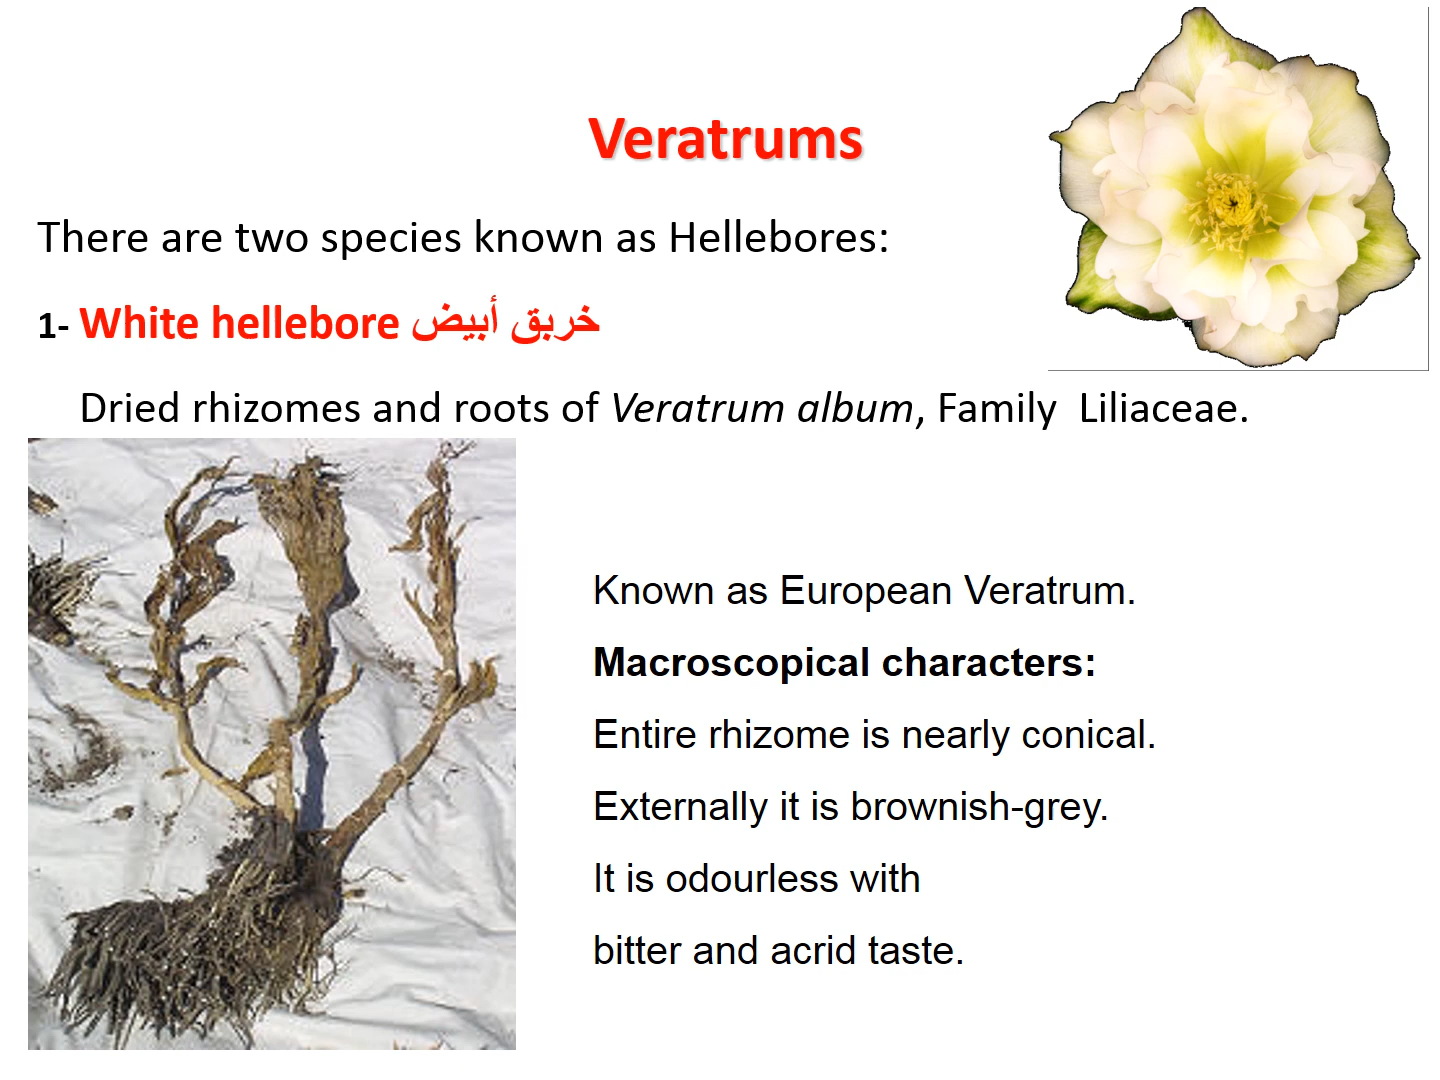 Veratrums
There are two species known as Hellebores:
1- White hellebore خربق أبيض
Dried rhizomes and roots of Veratrum album, Family  Liliaceae.
Known as European Veratrum.
Macroscopical characters:
Entire rhizome is nearly conical.
Externally it is brownish-grey.
It is odourless with
bitter and acrid taste.